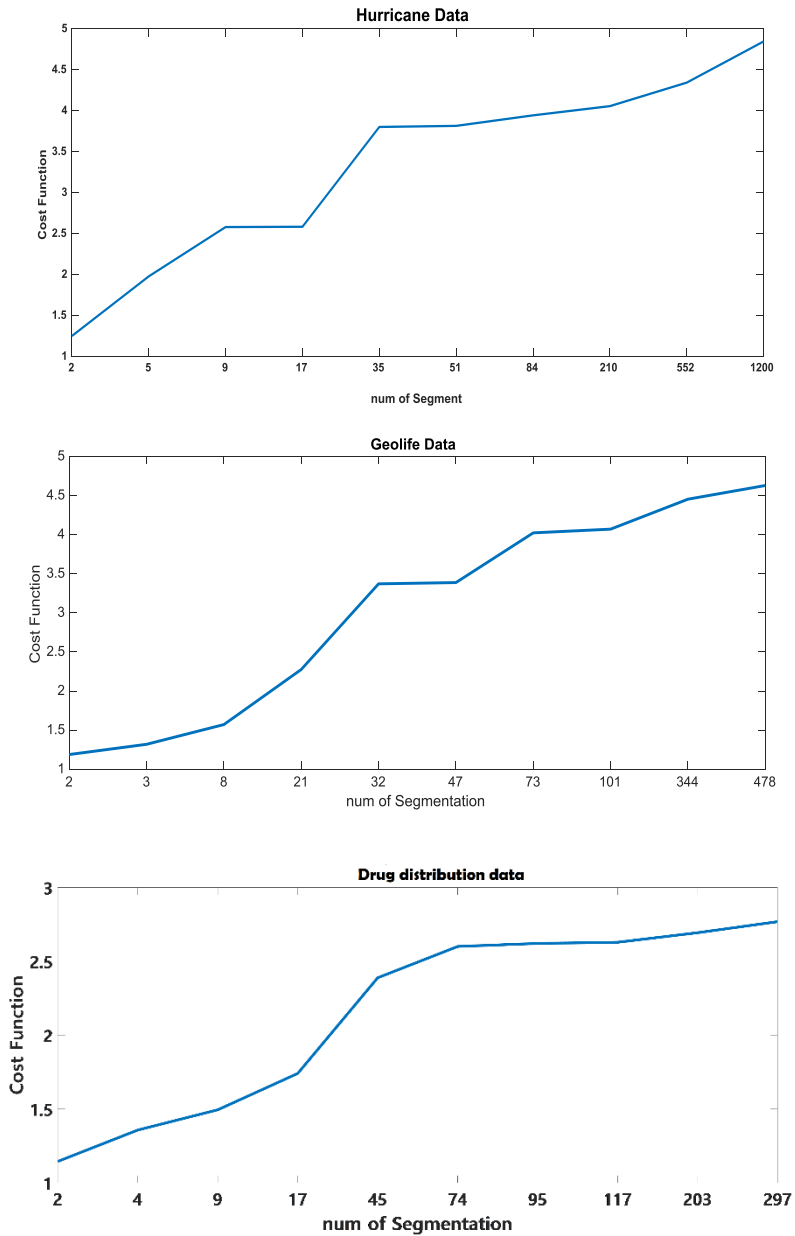 Hurricane Data
5
4.5
4
3.5
3
2.5
2
1.5
1
Cost Function
2 5 9 17 35 51 84 210 552 1200
num of Segment
Geolife Data
5
4.5
4
3.5
3
2.5
2
1.5
1
Cost Function
2 3 8 21 32 47 73 101 344 478
num of Segmentation
Drug distribution data
3
2.5
2
1.5
1
Cost Function
2 4 9 17 45 74 95 117 203 297
num of Segmentation